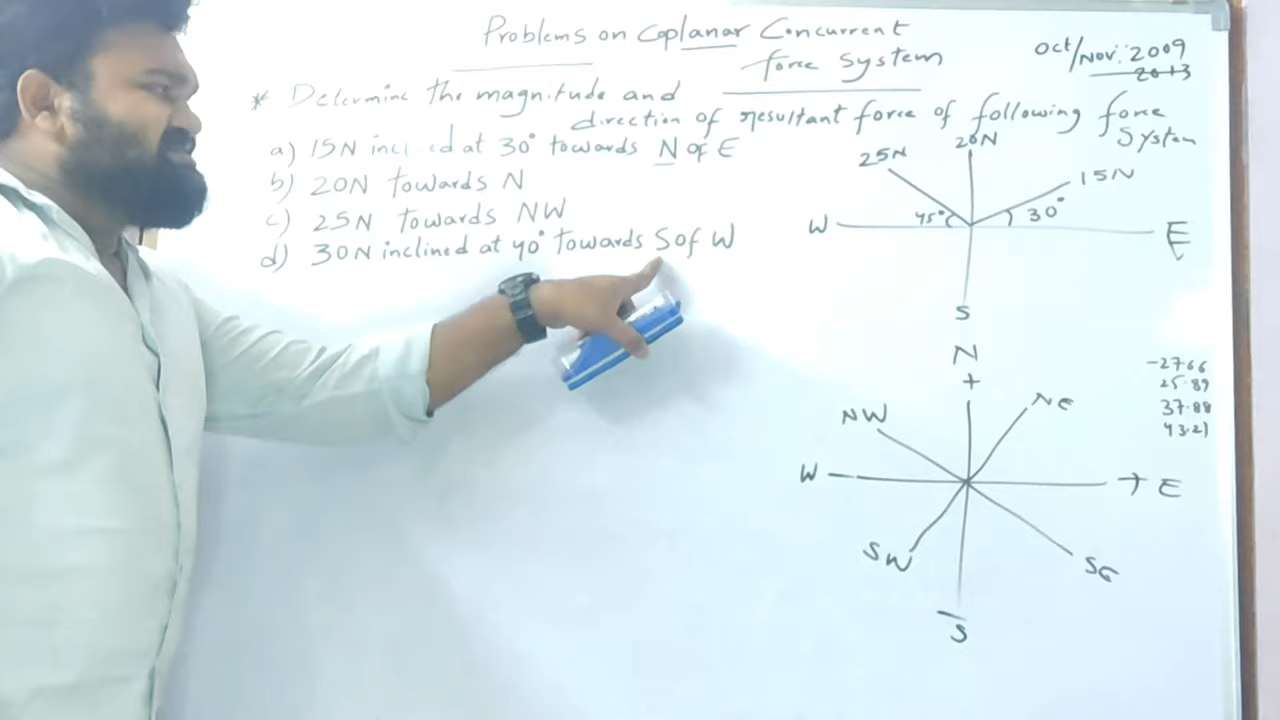 Problems on Coplanar Concurrent
force System
Oct/Nov: 2009
2013
* Determine the magnitude and
direction of resultant force of following force
System
a) 15N inc ed at 30° towards N of E
b) 20N towards N
c) 25N towards NW
d) 30N inclined at 40° towards S of W
25N
20N
15N
W
45°
30°
E
S
N
+
NW
NE
W -
+ E
SW
SE
-
S
-27.66
25.89
37.88
43.21